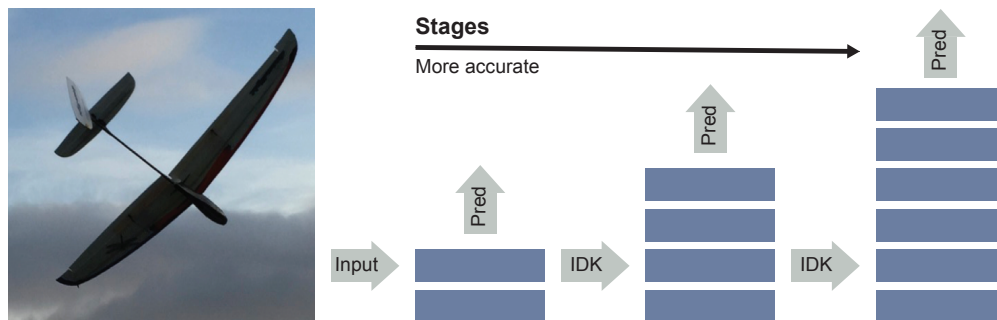 Stages
More accurate
Input
Pred
IDK
Pred
IDK
Pred